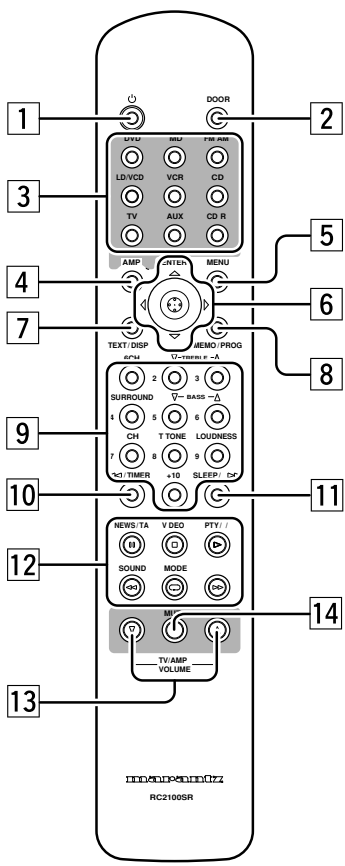 DOOR
1
2
DVD MD FM AM
LD/VCD VCR CD
3
TV AUX CD R
AMP ENTER MENU
4
5
6
7
TEXT/DISP MEMO/PROG
8
6CH TREBLE
2 3
SURROUND BASS
4 5 6
9
CH T TONE LOUDNESS
7 8 9
/TIMER +10 SLEEP/
10
11
NEWS/TA V DEO PTY/ /
12
SOUND MODE
14
TV/AMP
VOLUME
13
marantz
RC2100SR